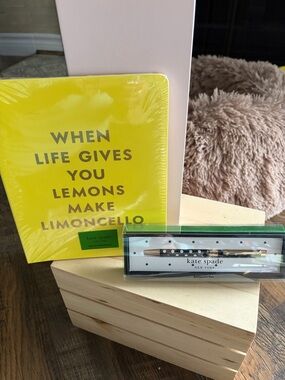 WHEN
LIFE GIVES
YOU
LEMONS
MAKE
LIMONCELLO
kate spade
NEW YORK